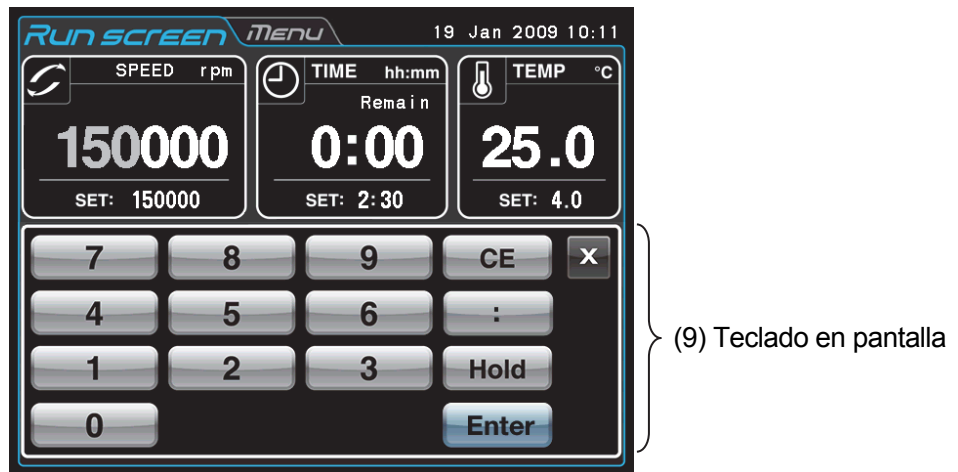 Run screen Menu 19 Jan 2009 10:11
SPEED rpm TIME hh:mm TEMP °C
Remain
150000 0:00 25.0
SET: 150000 SET: 2:30 SET: 4.0
7 8 9 CE X
4 5 6 :
(9) Teclado en pantalla
1 2 3 Hold
0 Enter